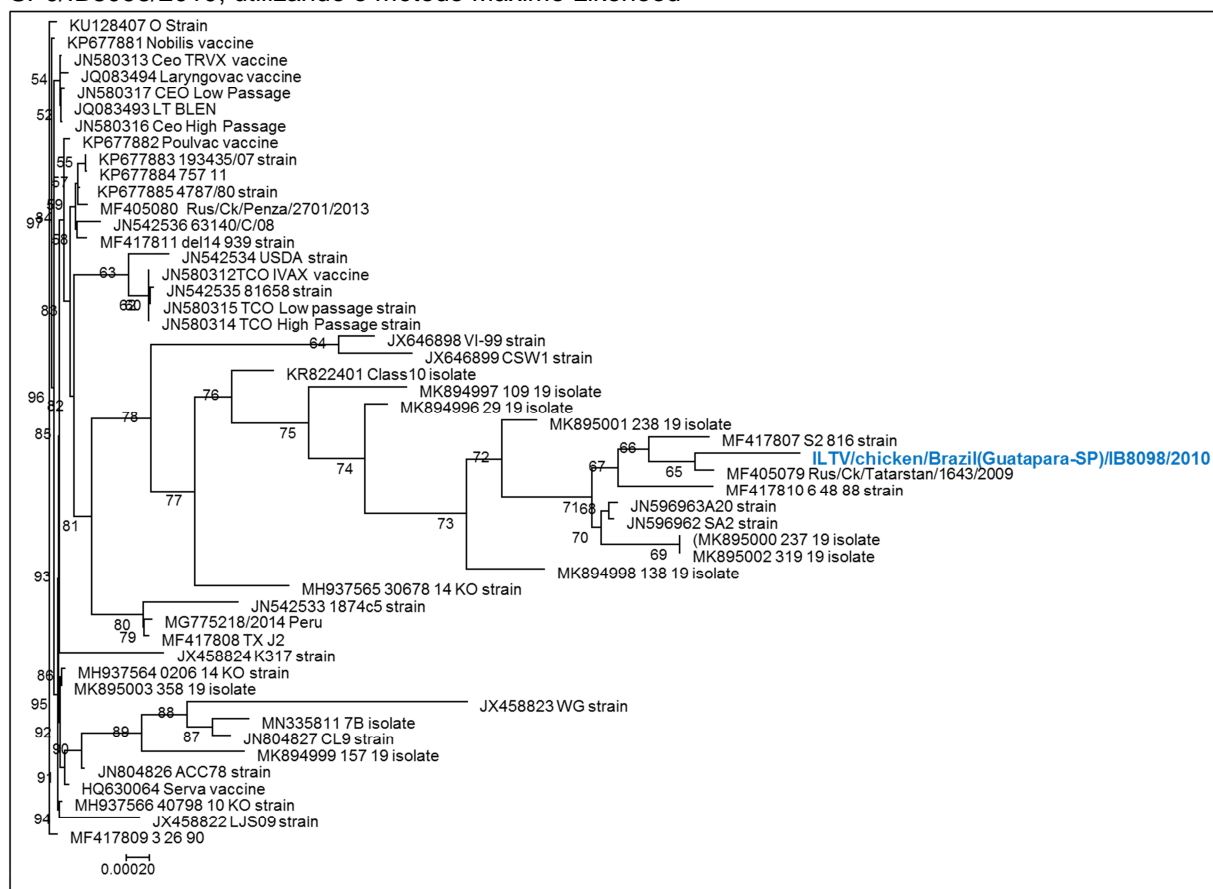 KU128407 O Strain
KP677881 Nobilis vaccine
JN580313 Ceo TRVX vaccine
54
JQ083494 Laryngovac vaccine
JN580317 CEO Low Passage
52
JQ083493 LT BLEN
JN580316 Ceo High Passage
KP677882 Poulvac vaccine
55
KP677883 193435/07 strain
KP677884 757 11
57
KP677885 4787/80 strain
59
MF405080 Rus/Ck/Penza/2701/2013
97
84
JN542536 63140/C/08
58
MF417811 del14 939 strain
JN542534 USDA strain
63
JN580312TCO IVAX vaccine
JN542535 81658 strain
62
60
83
JN580315 TCO Low passage strain
JN580314 TCO High Passage strain
JX646898 VI-99 strain
64
JX646899 CSW1 strain
KR822401 Class10 isolate
76
MK894997 109 19 isolate
96
82
MK894996 29 19 isolate
78
MK895001 238 19 isolate
85
75
MF417807 S2 816 strain
66
72
ILTV/chicken/Brazil(Guatapara-SP)/IB8098/2010
74
67
65
MF405079 Rus/Ck/Tatarstan/1643/2009
77
MF417810 6 48 88 strain
71
68
JN596963A20 strain
81
73
JN596962 SA2 strain
70
(MK895000 237 19 isolate
69
MK895002 319 19 isolate
93
MK894998 138 19 isolate
MH937565 30678 14 KO strain
JN542533 1874c5 strain
80
MG775218/2014 Peru
79
MF417808 TX J2
JX458824 K317 strain
86
MH937564 0206 14 KO strain
MK895003 358 19 isolate
95
JX458823 WG strain
88
MN335811 7B isolate
92
89
87
JN804827 CL9 strain
90
MK894999 157 19 isolate
91
JN804826 ACC78 strain
HQ630064 Serva vaccine
MH937566 40798 10 KO strain
94
JX458822 LJS09 strain
MF417809 3 26 90
0.00020